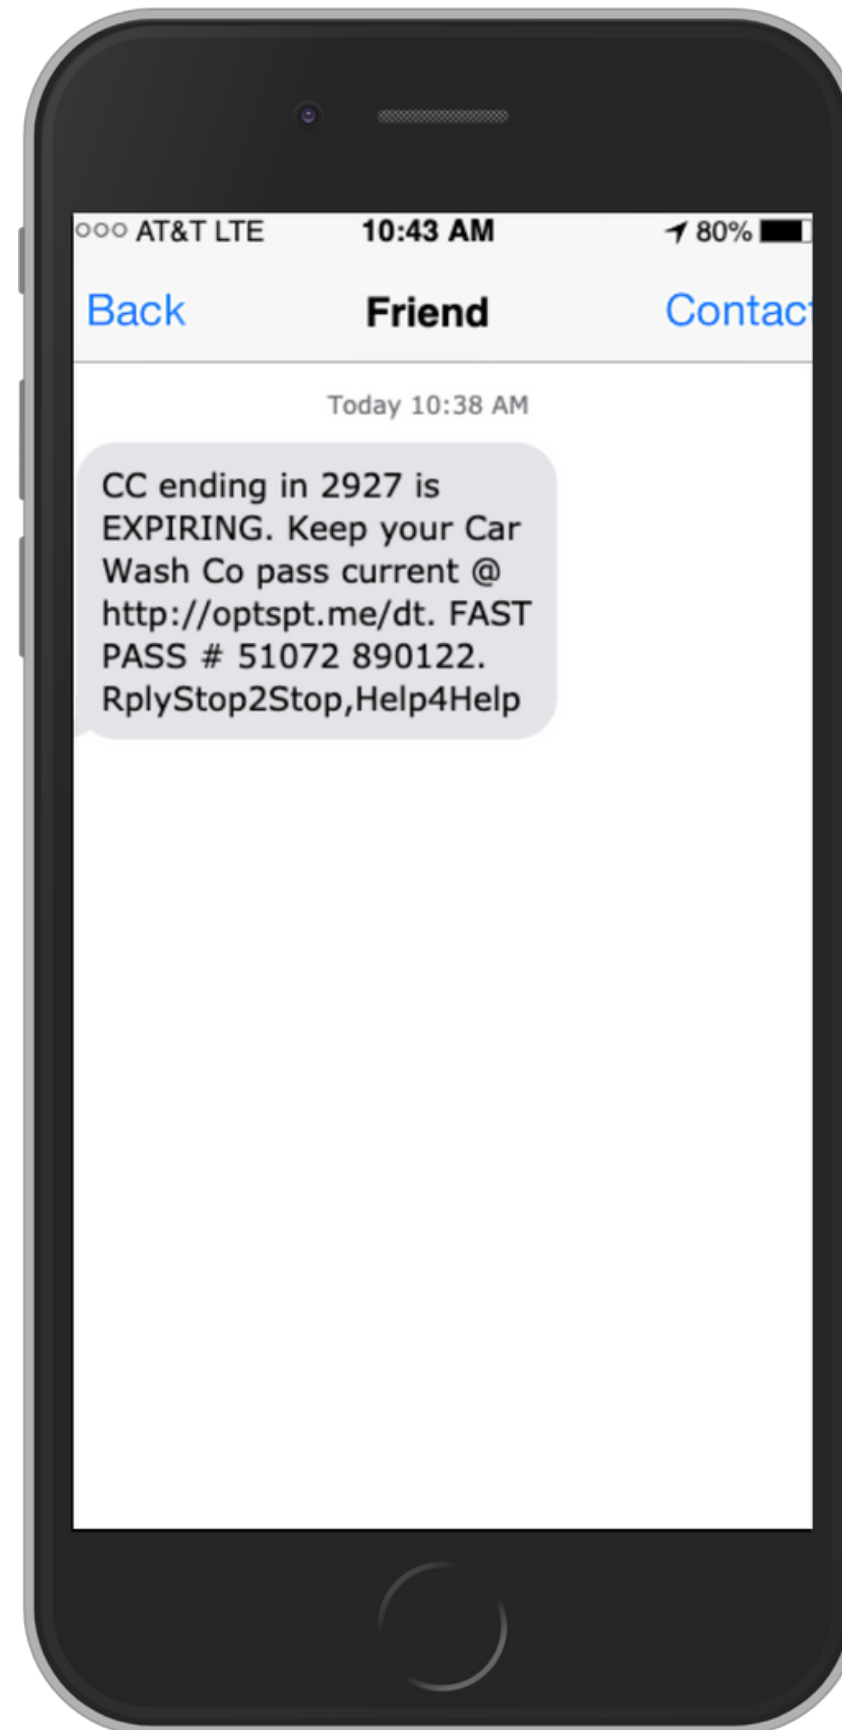 AT&T LTE 10:43 AM 80%
Back Friend Contac
Today 10:38 AM
CC ending in 2927 is
EXPIRING. Keep your Car
Wash Co pass current @
http://optspt.me/dt. FAST
PASS # 51072 890122.
RplyStop2Stop,Help4Help